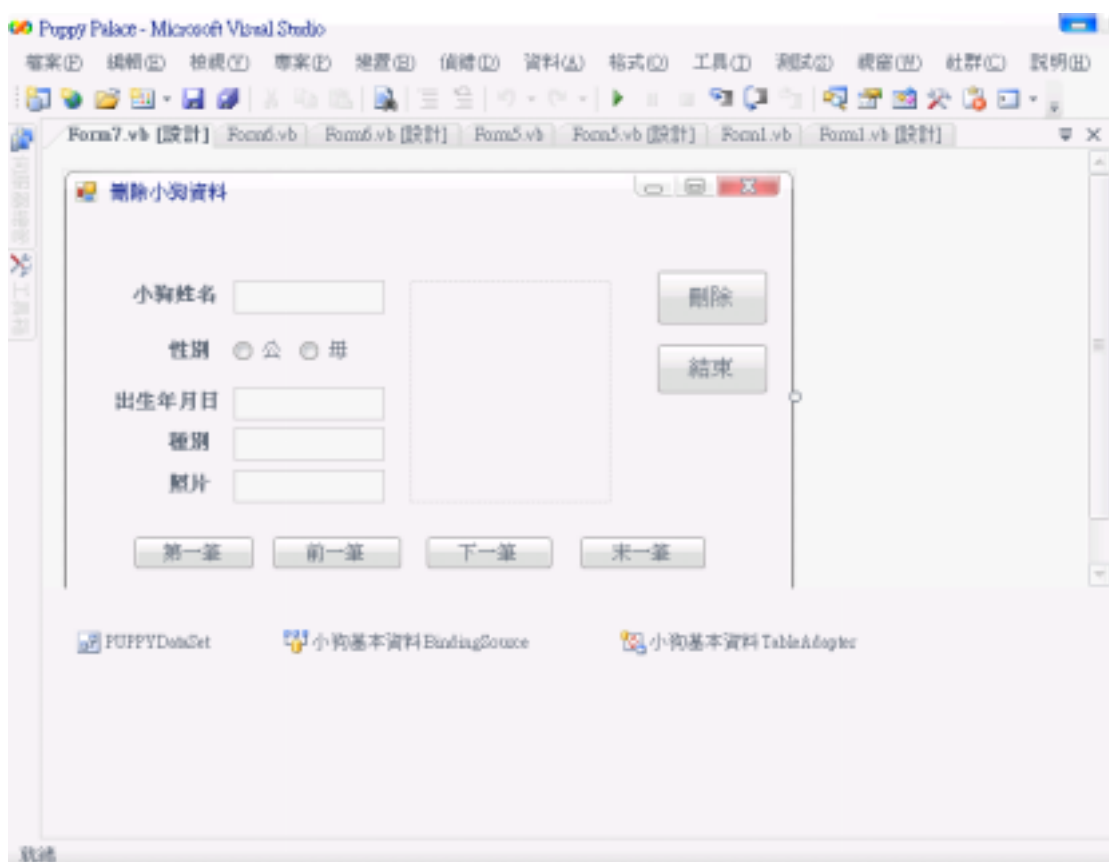 Puppy Palace - Microsoft Visual Studio
檔案(F) 編輯(E) 檢視(V) 專案(P) 建置(B) 偵錯(D) 資料(A) 格式(O) 工具(T) 測試(S) 視窗(W) 社群(C) 說明(H)
Form7.vb [設計] Form6.vb Form6.vb [設計] Form5.vb Form5.vb [設計] Form1.vb Form1.vb [設計]
刪除小狗資料
小狗姓名
刪除
性別 公 母
結束
出生年月日
種別
照片
第一筆 前一筆 下一筆 末一筆
PUPPYDataSet 小狗基本資料BindingSource 小狗基本資料TableAdapter
工具箱
就緒